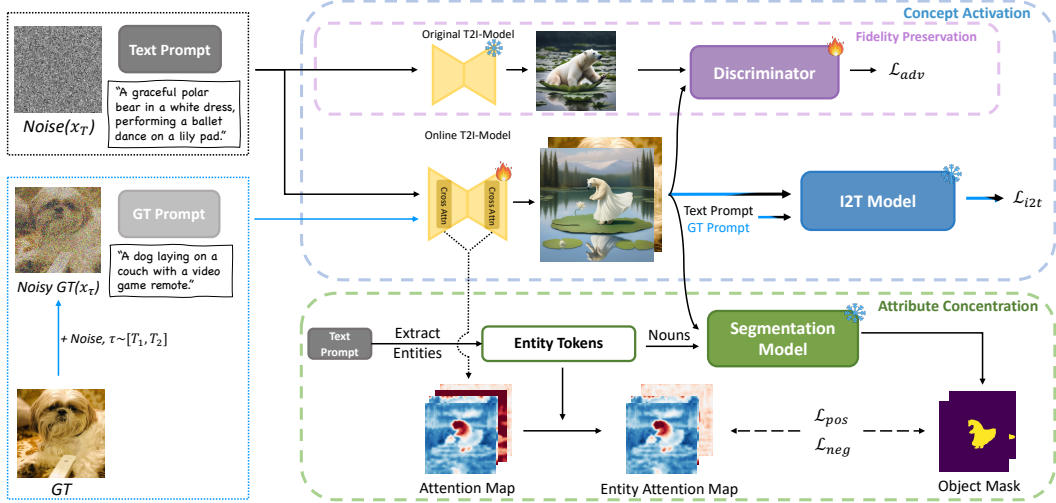 Concept Activation
Text Prompt
Noise(x_T)
"A graceful polar
bear in a white dress,
performing a ballet
dance on a lily pad."
Original T2I-Model
Fidelity Preservation
Discriminator
ℒ_adv
Online T2I-Model
Cross Attn
Cross Attn
GT Prompt
Noisy GT(x_τ)
"A dog laying on a
couch with a video
game remote."
Text Prompt
GT Prompt
I2T Model
ℒ_i2t
+ Noise, τ~[T_1, T_2]
GT
Attribute Concentration
Text
Prompt
Extract
Entities
Entity Tokens
Nouns
Segmentation
Model
ℒ_pos
ℒ_neg
Attention Map
Entity Attention Map
Object Mask